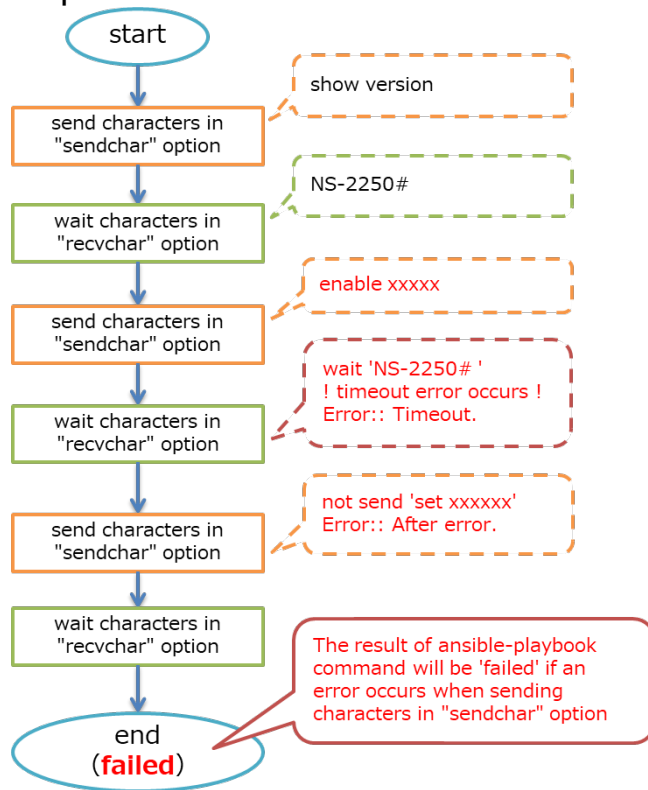 start
show version
send characters in
"sendchar" option
NS-2250#
wait characters in
"recvchar" option
enable xxxxx
send characters in
"sendchar" option
wait 'NS-2250# '
! timeout error occurs !
Error:: Timeout.
wait characters in
"recvchar" option
not send 'set xxxxxx'
Error:: After error.
send characters in
"sendchar" option
wait characters in
"recvchar" option
The result of ansible-playbook
command will be 'failed' if an
error occurs when sending
characters in "sendchar" option
end
(failed)